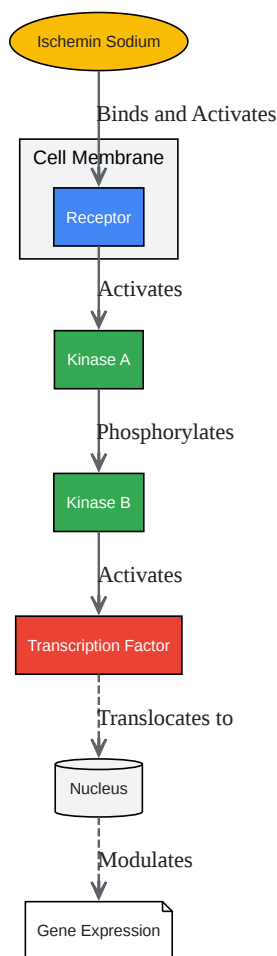 Ischemin Sodium
Binds and Activates
Cell Membrane
Receptor
Activates
Kinase A
Phosphorylates
Kinase B
Activates
Transcription Factor
Translocates to
Nucleus
Modulates
Gene Expression